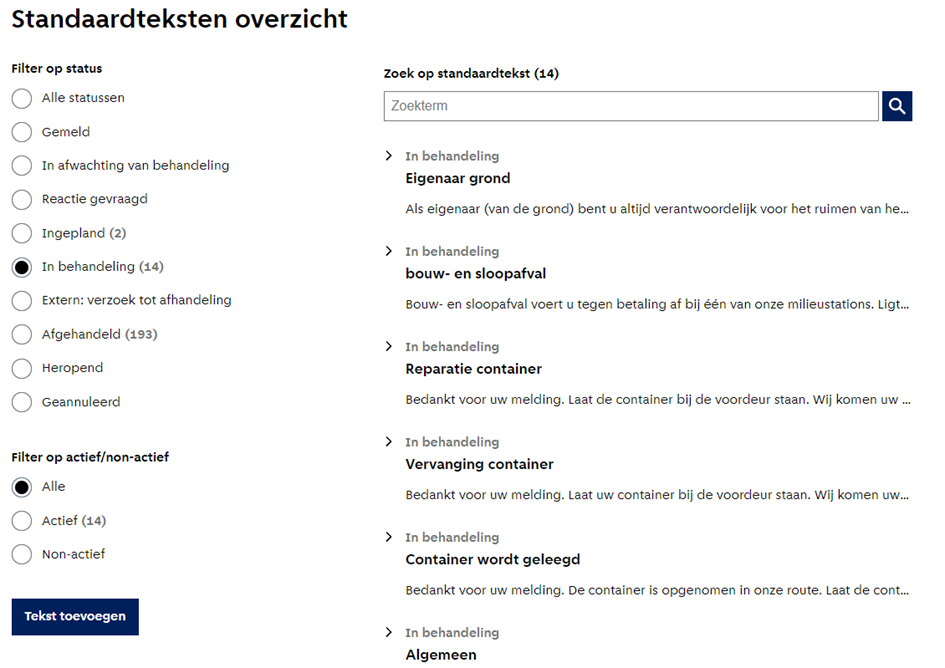 Standaardteksten overzicht
Filter op status
Alle statussen
Gemeld
In afwachting van behandeling
Reactie gevraagd
Ingepland (2)
In behandeling (14)
Extern: verzoek tot afhandeling
Afgehandeld (193)
Heropend
Geannuleerd
Filter op actief/non-actief
Alle
Actief (14)
Non-actief
Tekst toevoegen
Zoek op standaardtekst (14)
Zoekterm
In behandeling
Eigenaar grond
Als eigenaar (van de grond) bent u altijd verantwoordelijk voor het ruimen van he...
In behandeling
bouw- en sloopafval
Bouw- en sloopafval voert u tegen betaling af bij één van onze milieustations. Ligt...
In behandeling
Reparatie container
Bedankt voor uw melding. Laat de container bij de voordeur staan. Wij komen uw ...
In behandeling
Vervanging container
Bedankt voor uw melding. Laat uw container bij de voordeur staan. Wij komen uw...
In behandeling
Container wordt geleegd
Bedankt voor uw melding. De container is opgenomen in onze route. Laat de cont...
In behandeling
Algemeen